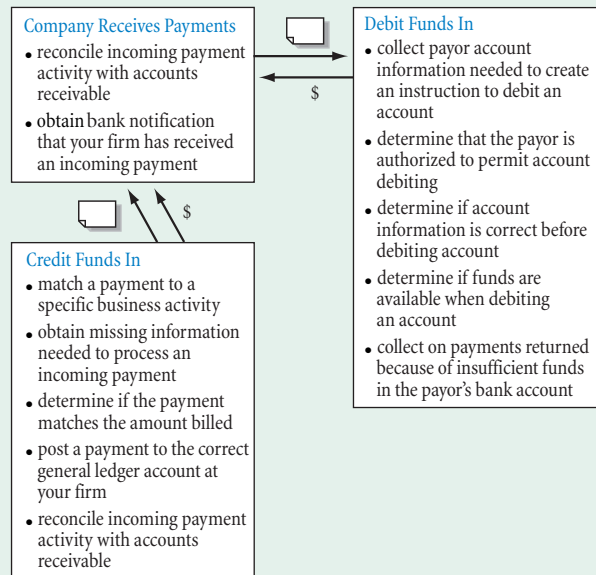 Company Receives Payments
• reconcile incoming payment
activity with accounts
receivable
• obtain bank notification
that your firm has received
an incoming payment
$
Debit Funds In
• collect payor account
information needed to create
an instruction to debit an
account
• determine that the payor is
authorized to permit account
debiting
• determine if account
information is correct before
debiting account
• determine if funds are
available when debiting
an account
• collect on payments returned
because of insufficient funds
in the payor's bank account
$
Credit Funds In
• match a payment to a
specific business activity
• obtain missing information
needed to process an
incoming payment
• determine if the payment
matches the amount billed
• post a payment to the correct
general ledger account at
your firm
• reconcile incoming payment
activity with accounts
receivable